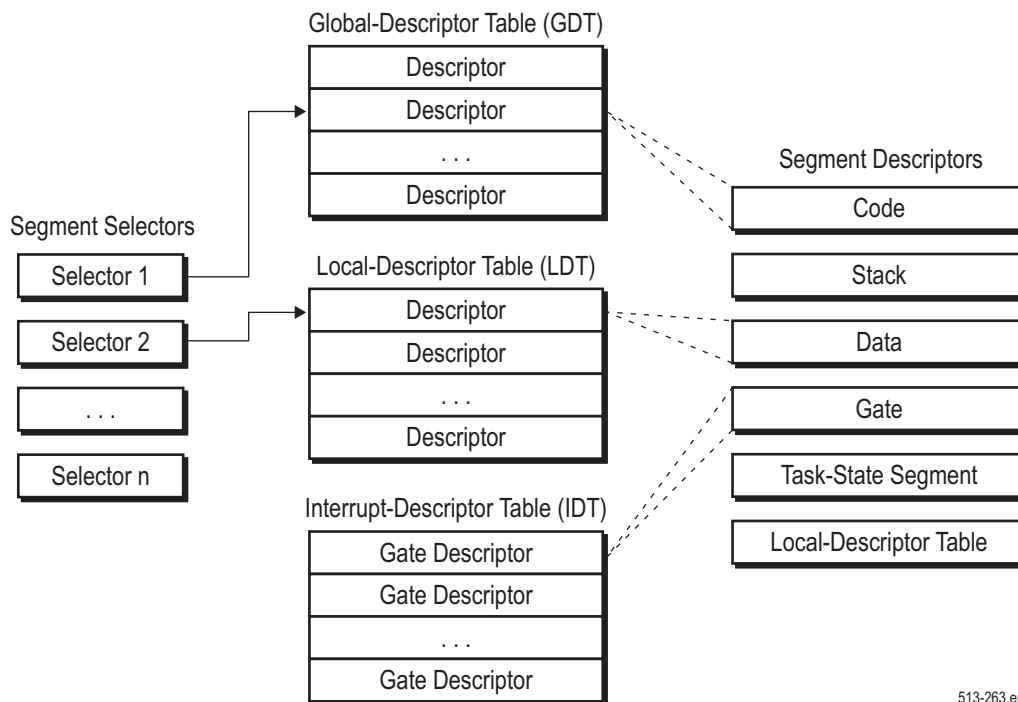 Global-Descriptor Table (GDT)
Descriptor
Descriptor
. . .
Descriptor
Segment Selectors
Selector 1
Selector 2
. . .
Selector n
Local-Descriptor Table (LDT)
Descriptor
Descriptor
. . .
Descriptor
Interrupt-Descriptor Table (IDT)
Gate Descriptor
Gate Descriptor
. . .
Gate Descriptor
Segment Descriptors
Code
Stack
Data
Gate
Task-State Segment
Local-Descriptor Table